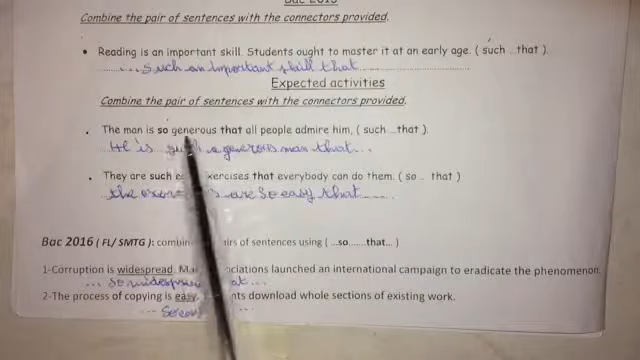 Bac 2015
Combine the pair of sentences with the connectors provided.
• Reading is an important skill. Students ought to master it at an early age. ( such ...that ).
... such an important skill that
Expected activities
Combine the pair of sentences with the connectors provided.
• The man is so generous that all people admire him. ( such ...that ).
He is such a generous man that...
• They are such exercises that everybody can do them. ( so ... that )
the are so easy that
Bac 2016 ( FL/ SMTG ): of sentences using ( ...so.......that... )
1-Corruption is widespread. launched an international campaign to eradicate the phenomenon.
... so
2-The process of copying is easy. download whole sections of existing work.
... so